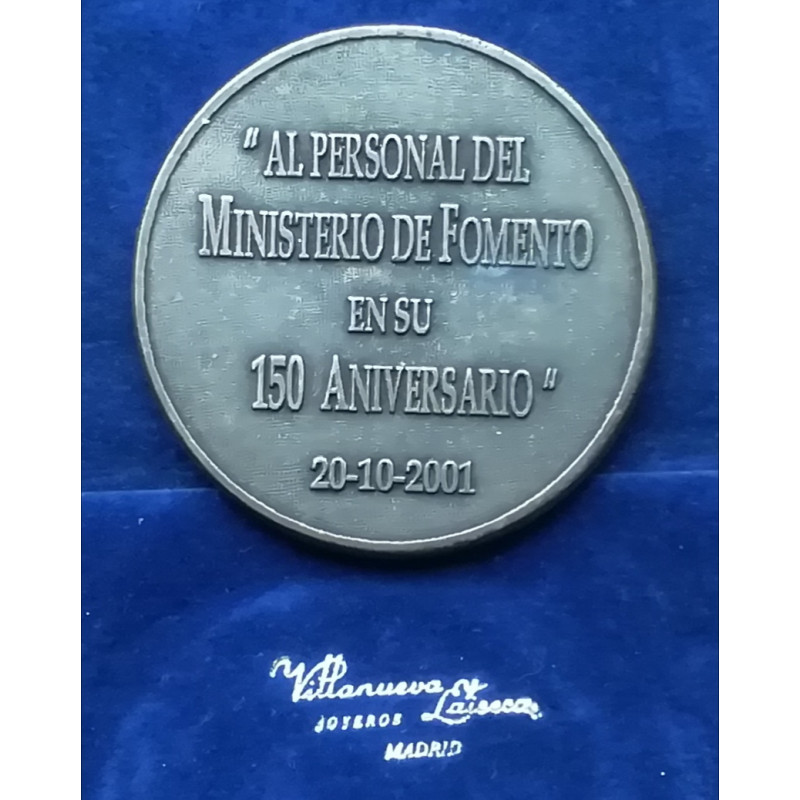 " AL PERSONAL DEL
MINISTERIO DE FOMENTO
EN SU
150 ANIVERSARIO "
20-10-2001
Villanueva y Laiseca
JOYEROS
MADRID